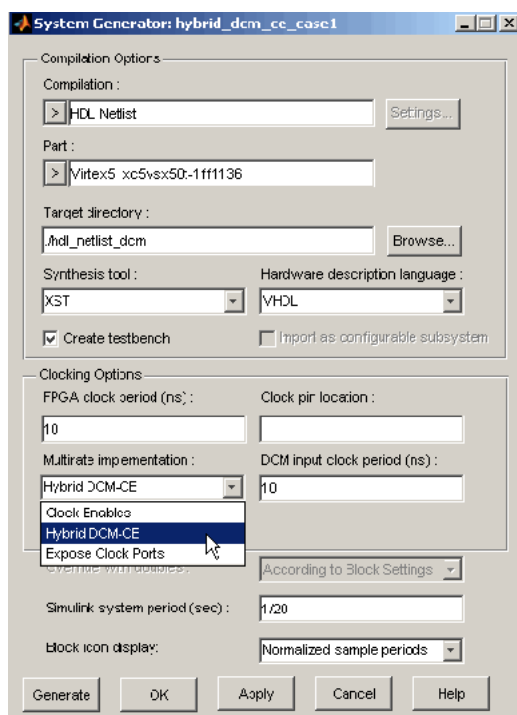 System Generator: hybrid_dcm_ce_case1
Compilation Options
Compilation :
> HDL Netlist
Settings...
Part :
> Virtex5 xc5vsx50t-1ff1136
Target directory :
./hdl_netlist_dcm
Browse...
Synthesis tool :
Hardware description language :
XST
VHDL
Create testbench
Import as configurable subsystem
Clocking Options
FPGA clock period (ns) :
Clock pin location :
10
Multirate implementation :
DCM input clock period (ns) :
Hybrid DCM-CE
10
Clock Enables
Hybrid DCM-CE
Expose Clock Ports
Override with doubles :
According to Block Settings
Simulink system period (sec) :
1/20
Block icon display:
Normalized sample periods
Generate
OK
Apply
Cancel
Help